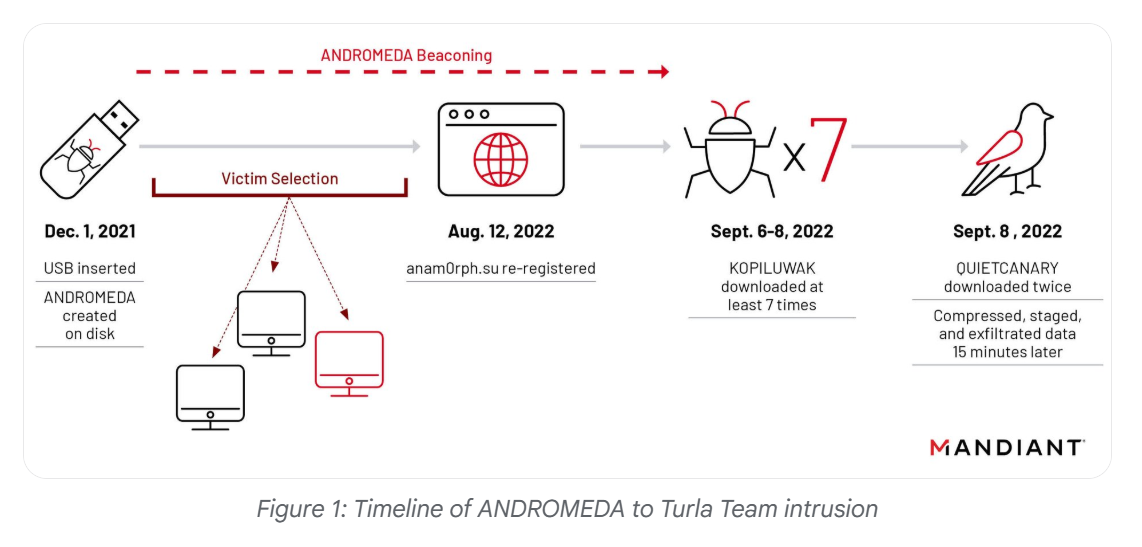 ANDROMEDA Beaconing
x7
Victim Selection
Dec. 1, 2021
USB inserted
ANDROMEDA
created
on disk
Aug. 12, 2022
anam0rph.su re-registered
Sept. 6-8, 2022
KOPILUWAK
downloaded at
least 7 times
Sept. 8 , 2022
QUIETCANARY
downloaded twice
Compressed, staged,
and exfiltrated data
15 minutes later
MANDIANT
Figure 1: Timeline of ANDROMEDA to Turla Team intrusion